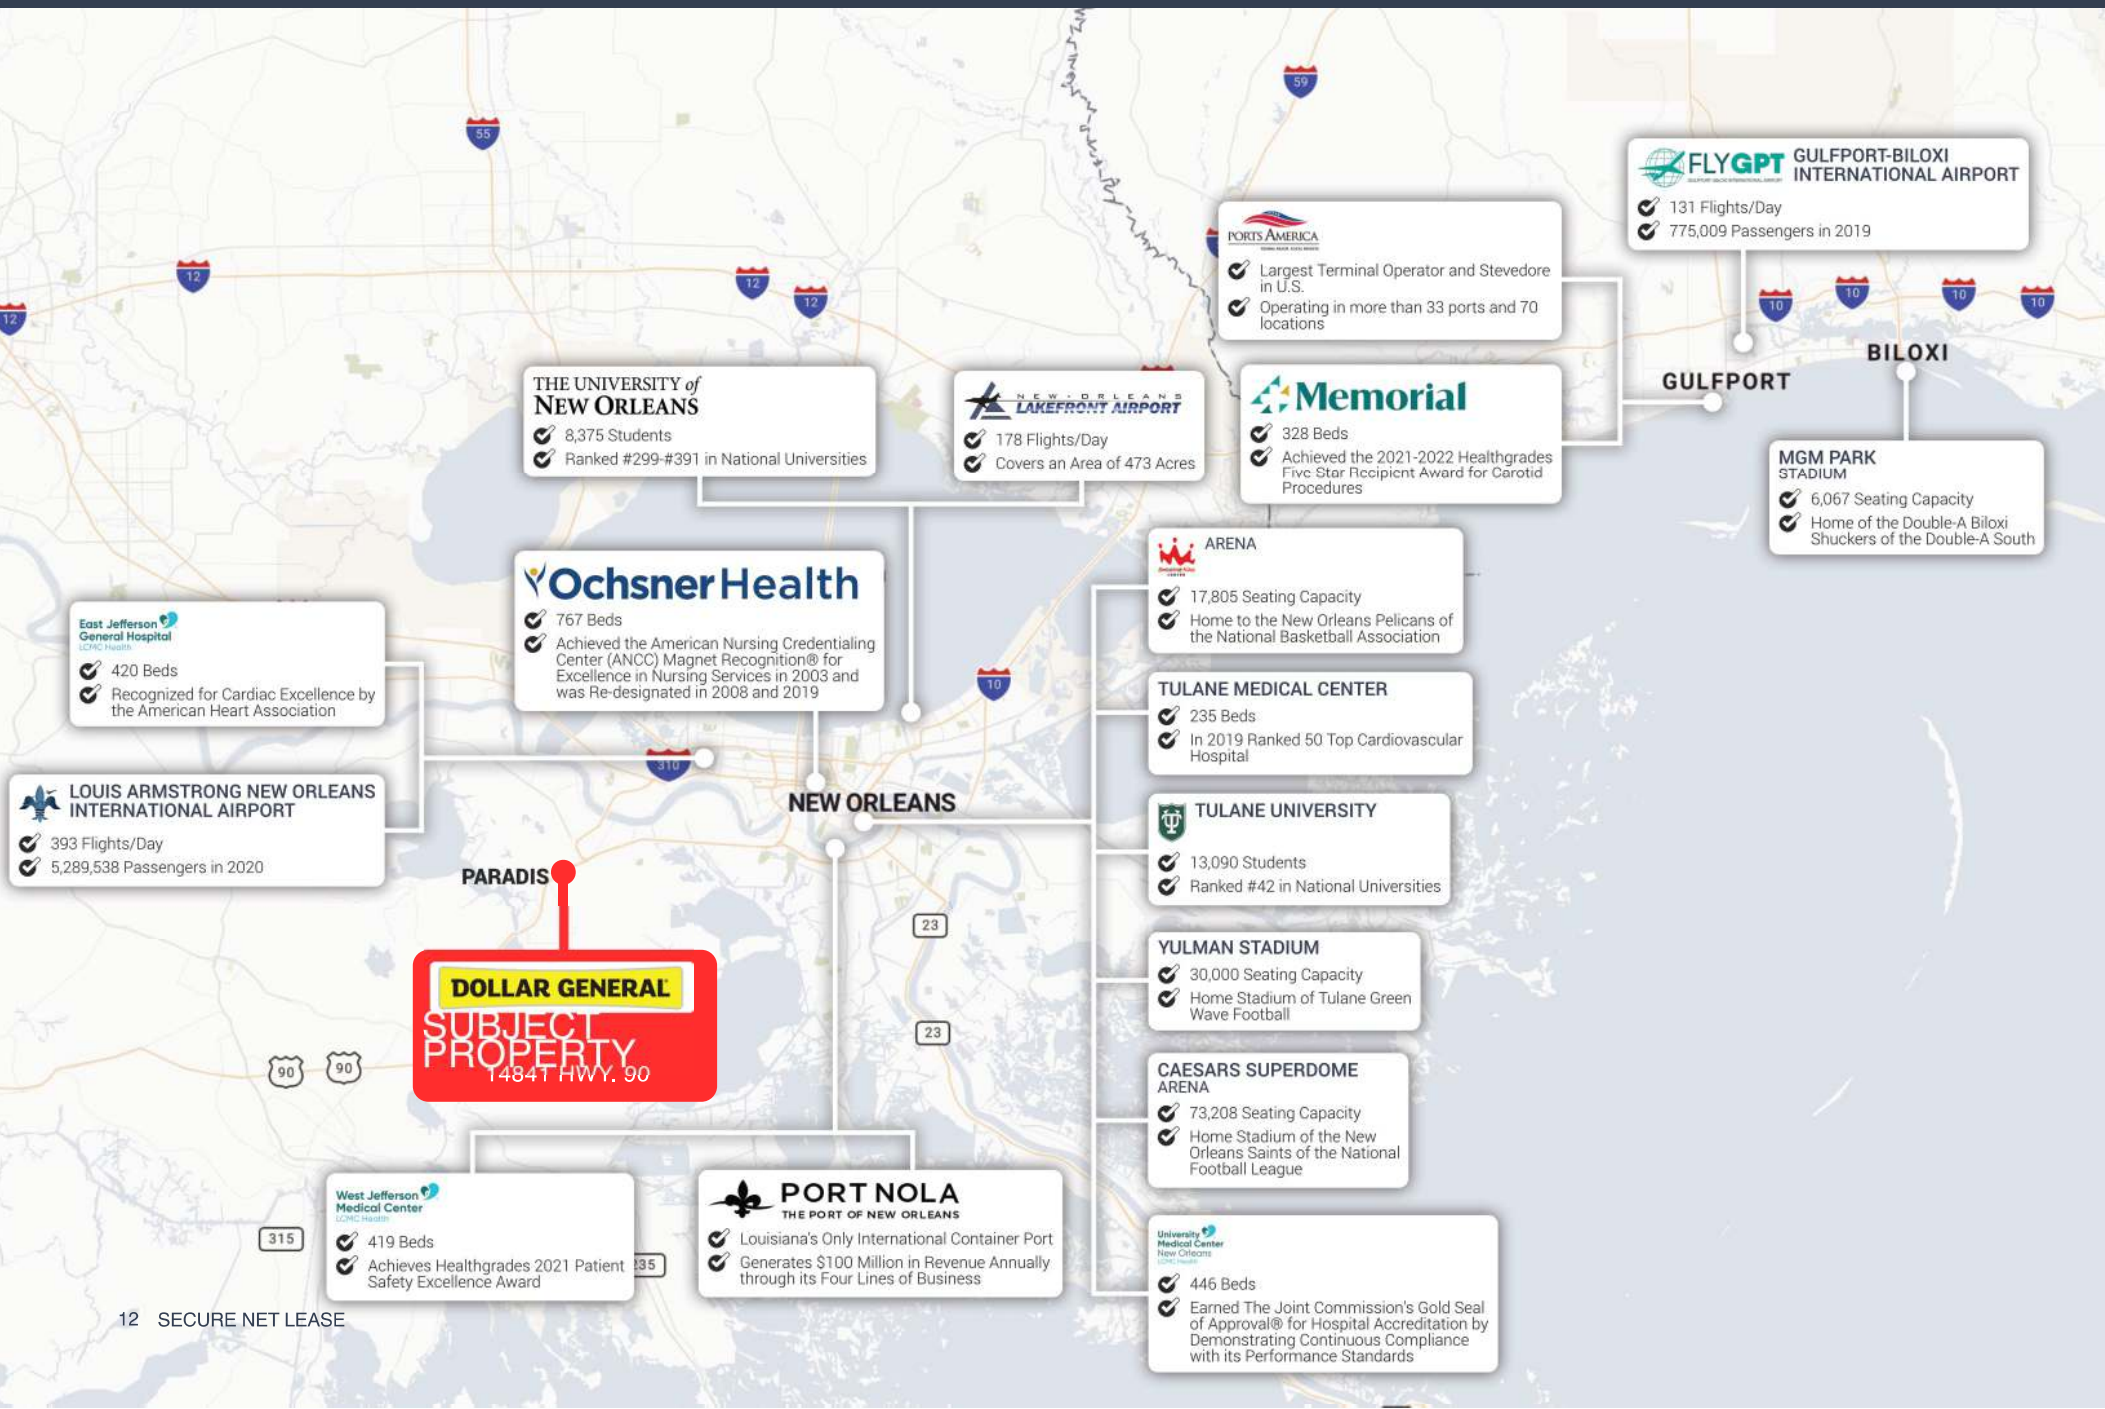 59
55
FLYGPT
GULFPORT-BILOXI
INTERNATIONAL AIRPORT
131 Flights/Day
775,009 Passengers in 2019
PORTS AMERICA
Largest Terminal Operator and Stevedore
in U.S.
Operating in more than 33 ports and 70
locations
12
12
12
12
10
10
10
10
BILOXI
GULFPORT
THE UNIVERSITY of
NEW ORLEANS
8,375 Students
Ranked #299-#391 in National Universities
NEW · ORLEANS
LAKEFRONT AIRPORT
178 Flights/Day
Covers an Area of 473 Acres
Memorial
328 Beds
Achieved the 2021-2022 Healthgrades
Five Star Recipient Award for Carotid
Procedures
MGM PARK
STADIUM
6,067 Seating Capacity
Home of the Double-A Biloxi
Shuckers of the Double-A South
Ochsner Health
767 Beds
Achieved the American Nursing Credentialing
Center (ANCC) Magnet Recognition® for
Excellence in Nursing Services in 2003 and
was Re-designated in 2008 and 2019
ARENA
17,805 Seating Capacity
Home to the New Orleans Pelicans of
the National Basketball Association
East Jefferson
General Hospital
LCMC Health
420 Beds
Recognized for Cardiac Excellence by
the American Heart Association
10
TULANE MEDICAL CENTER
235 Beds
In 2019 Ranked 50 Top Cardiovascular
Hospital
310
LOUIS ARMSTRONG NEW ORLEANS
INTERNATIONAL AIRPORT
393 Flights/Day
5,289,538 Passengers in 2020
NEW ORLEANS
TULANE UNIVERSITY
13,090 Students
Ranked #42 in National Universities
PARADIS
23
YULMAN STADIUM
30,000 Seating Capacity
Home Stadium of Tulane Green
Wave Football
DOLLAR GENERAL
SUBJECT
PROPERTY
14841 HWY. 90
23
90
90
CAESARS SUPERDOME
ARENA
73,208 Seating Capacity
Home Stadium of the New
Orleans Saints of the National
Football League
West Jefferson
Medical Center
LCMC Health
419 Beds
Achieves Healthgrades 2021 Patient
Safety Excellence Award
315
235
PORT NOLA
THE PORT OF NEW ORLEANS
Louisiana's Only International Container Port
Generates $100 Million in Revenue Annually
through its Four Lines of Business
University
Medical Center
New Orleans
LCMC Health
446 Beds
Earned The Joint Commission's Gold Seal
of Approval® for Hospital Accreditation by
Demonstrating Continuous Compliance
with its Performance Standards
12 SECURE NET LEASE